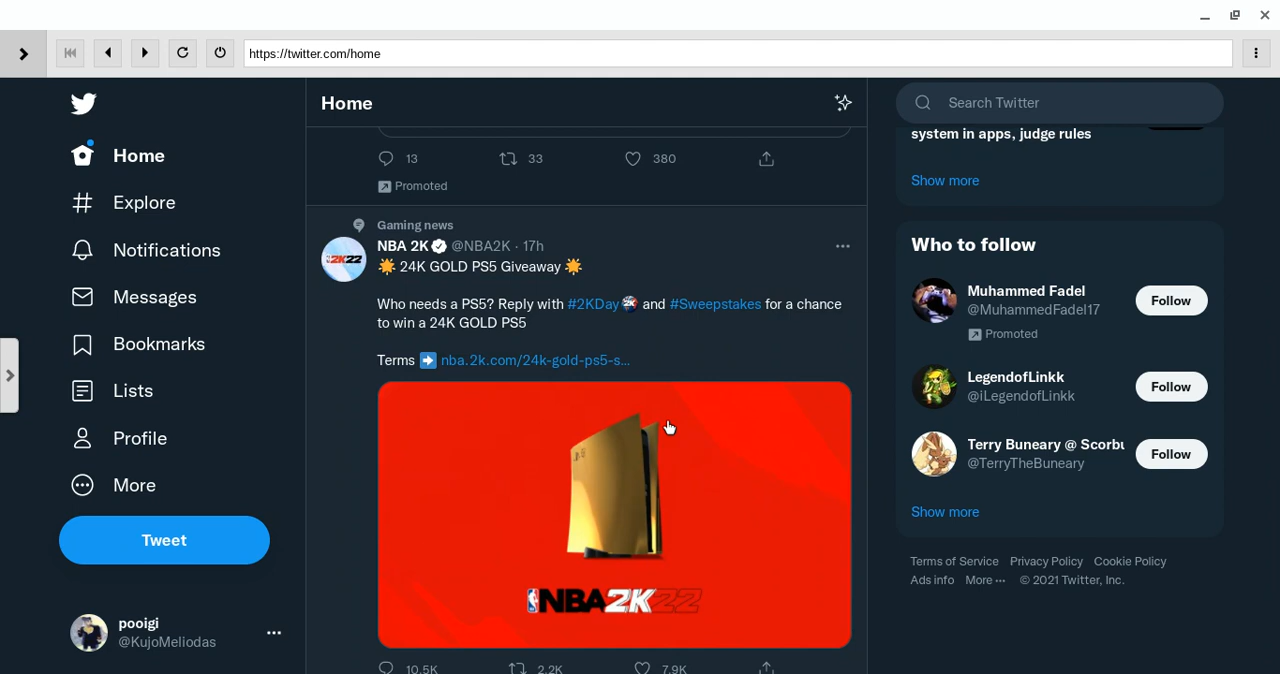 https://twitter.com/home
Home
Explore
Notifications
Messages
Bookmarks
Lists
Profile
More
Tweet
pooigi
@KujoMeliodas
Home
13 33 380
Promoted
Gaming news
NBA 2K @NBA2K · 17h
24K GOLD PS5 Giveaway
Who needs a PS5? Reply with #2KDay and #Sweepstakes for a chance
to win a 24K GOLD PS5
Terms nba.2k.com/24k-gold-ps5-s...
NBA2K22
10.5K 2.2K 7.9K
Search Twitter
system in apps, judge rules
Show more
Who to follow
Muhammed Fadel
@MuhammedFadel17
Follow
Promoted
LegendofLinkk
@iLegendofLinkk
Follow
Terry Buneary @ Scorbu
@TerryTheBuneary
Follow
Show more
Terms of Service Privacy Policy Cookie Policy
Ads info More ··· © 2021 Twitter, Inc.